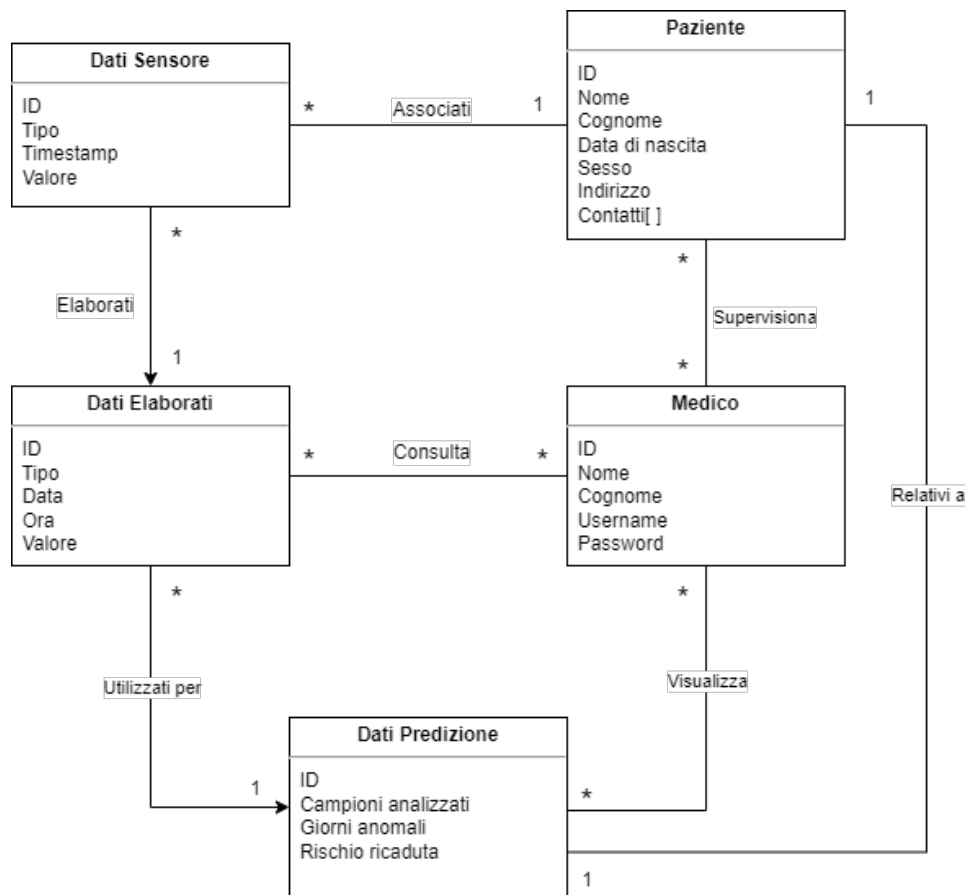 Dati Sensore
ID
Tipo
Timestamp
Valore
*
Associati
1
Paziente
ID
Nome
Cognome
Data di nascita
Sesso
Indirizzo
Contatti[ ]
1
*
Elaborati
1
*
Supervisiona
*
Dati Elaborati
ID
Tipo
Data
Ora
Valore
*
Consulta
*
Medico
ID
Nome
Cognome
Username
Password
Relativi a
*
Utilizzati per
1
*
Visualizza
*
Dati Predizione
ID
Campioni analizzati
Giorni anomali
Rischio ricaduta
1